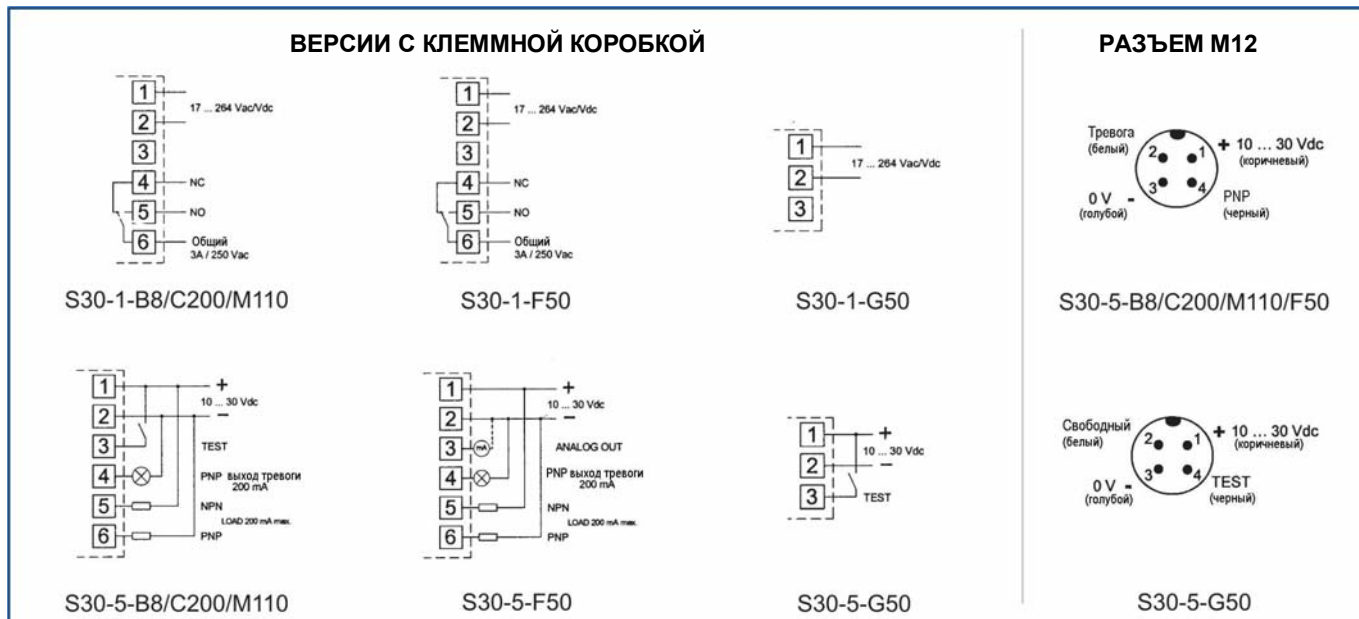 ВЕРСИИ С КЛЕММНОЙ КОРОБКОЙ
1
17 ... 264 Vac/Vdc
2
3
4
NC
5
NO
6
Общий
3A / 250 Vac
S30-1-B8/C200/M110
1
17 ... 264 Vac/Vdc
2
3
4
NC
5
NO
6
Общий
3A / 250 Vac
S30-1-F50
1
17 ... 264 Vac/Vdc
2
3
S30-1-G50
РАЗЪЕМ М12
Тревога
(белый)
2
1
+ 10 ... 30 Vdc
(коричневый)
3
4
0 V -
(голубой)
PNP
(черный)
S30-5-B8/C200/M110/F50
1
+
10 ... 30 Vdc
2
−
3
TEST
4
PNP выход тревоги
200 mA
5
NPN
LOAD 200 mA max.
6
PNP
S30-5-B8/C200/M110
1
+
10 ... 30 Vdc
2
−
3
mA
ANALOG OUT
4
PNP выход тревоги
200 mA
5
NPN
LOAD 200 mA max.
6
PNP
S30-5-F50
1
+
10 ... 30 Vdc
2
−
3
TEST
S30-5-G50
Свободный
(белый)
2
1
+ 10 ... 30 Vdc
(коричневый)
3
4
0 V -
(голубой)
TEST
(черный)
S30-5-G50